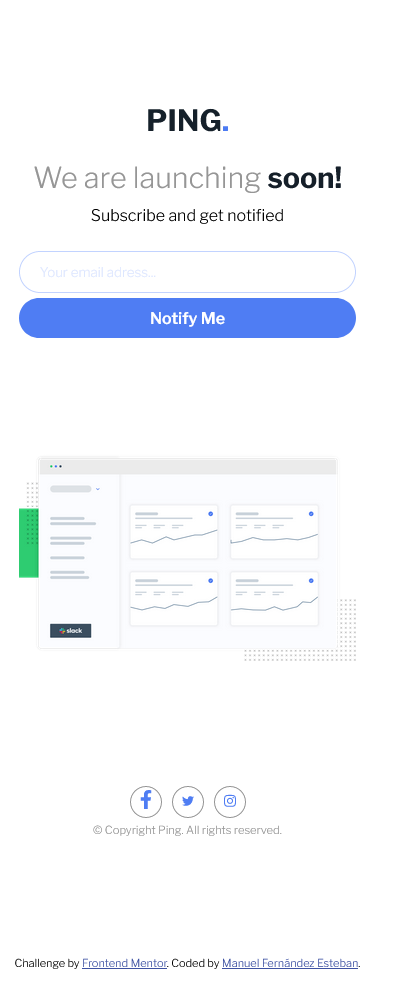 PING.
We are launching soon!
Subscribe and get notified
Your email adress...
Notify Me
slack
© Copyright Ping. All rights reserved.
Challenge by Frontend Mentor. Coded by Manuel Fernández Esteban.